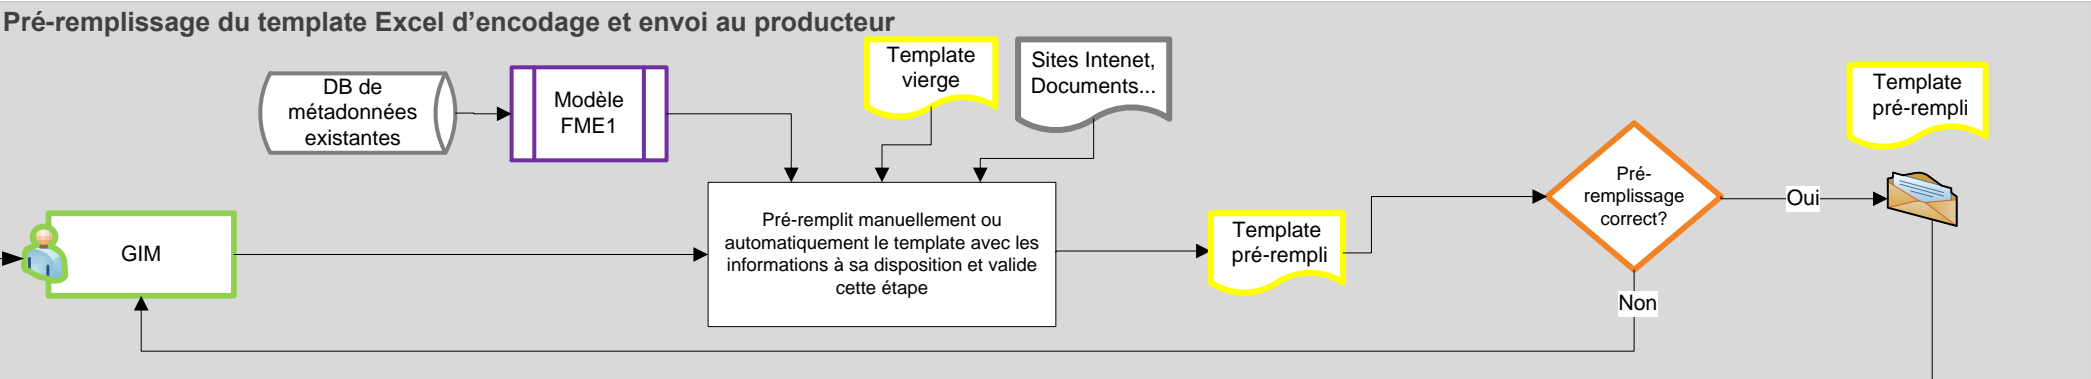 Pré-remplissage du template Excel d’encodage et envoi au producteur
DB de
métadonnées
existantes
Modèle
FME1
Template
vierge
Sites Intenet,
Documents...
Template
pré-rempli
GIM
Pré-remplit manuellement ou
automatiquement le template avec les
informations à sa disposition et valide
cette étape
Template
pré-rempli
Pré-
remplissage
correct?
Oui
Non